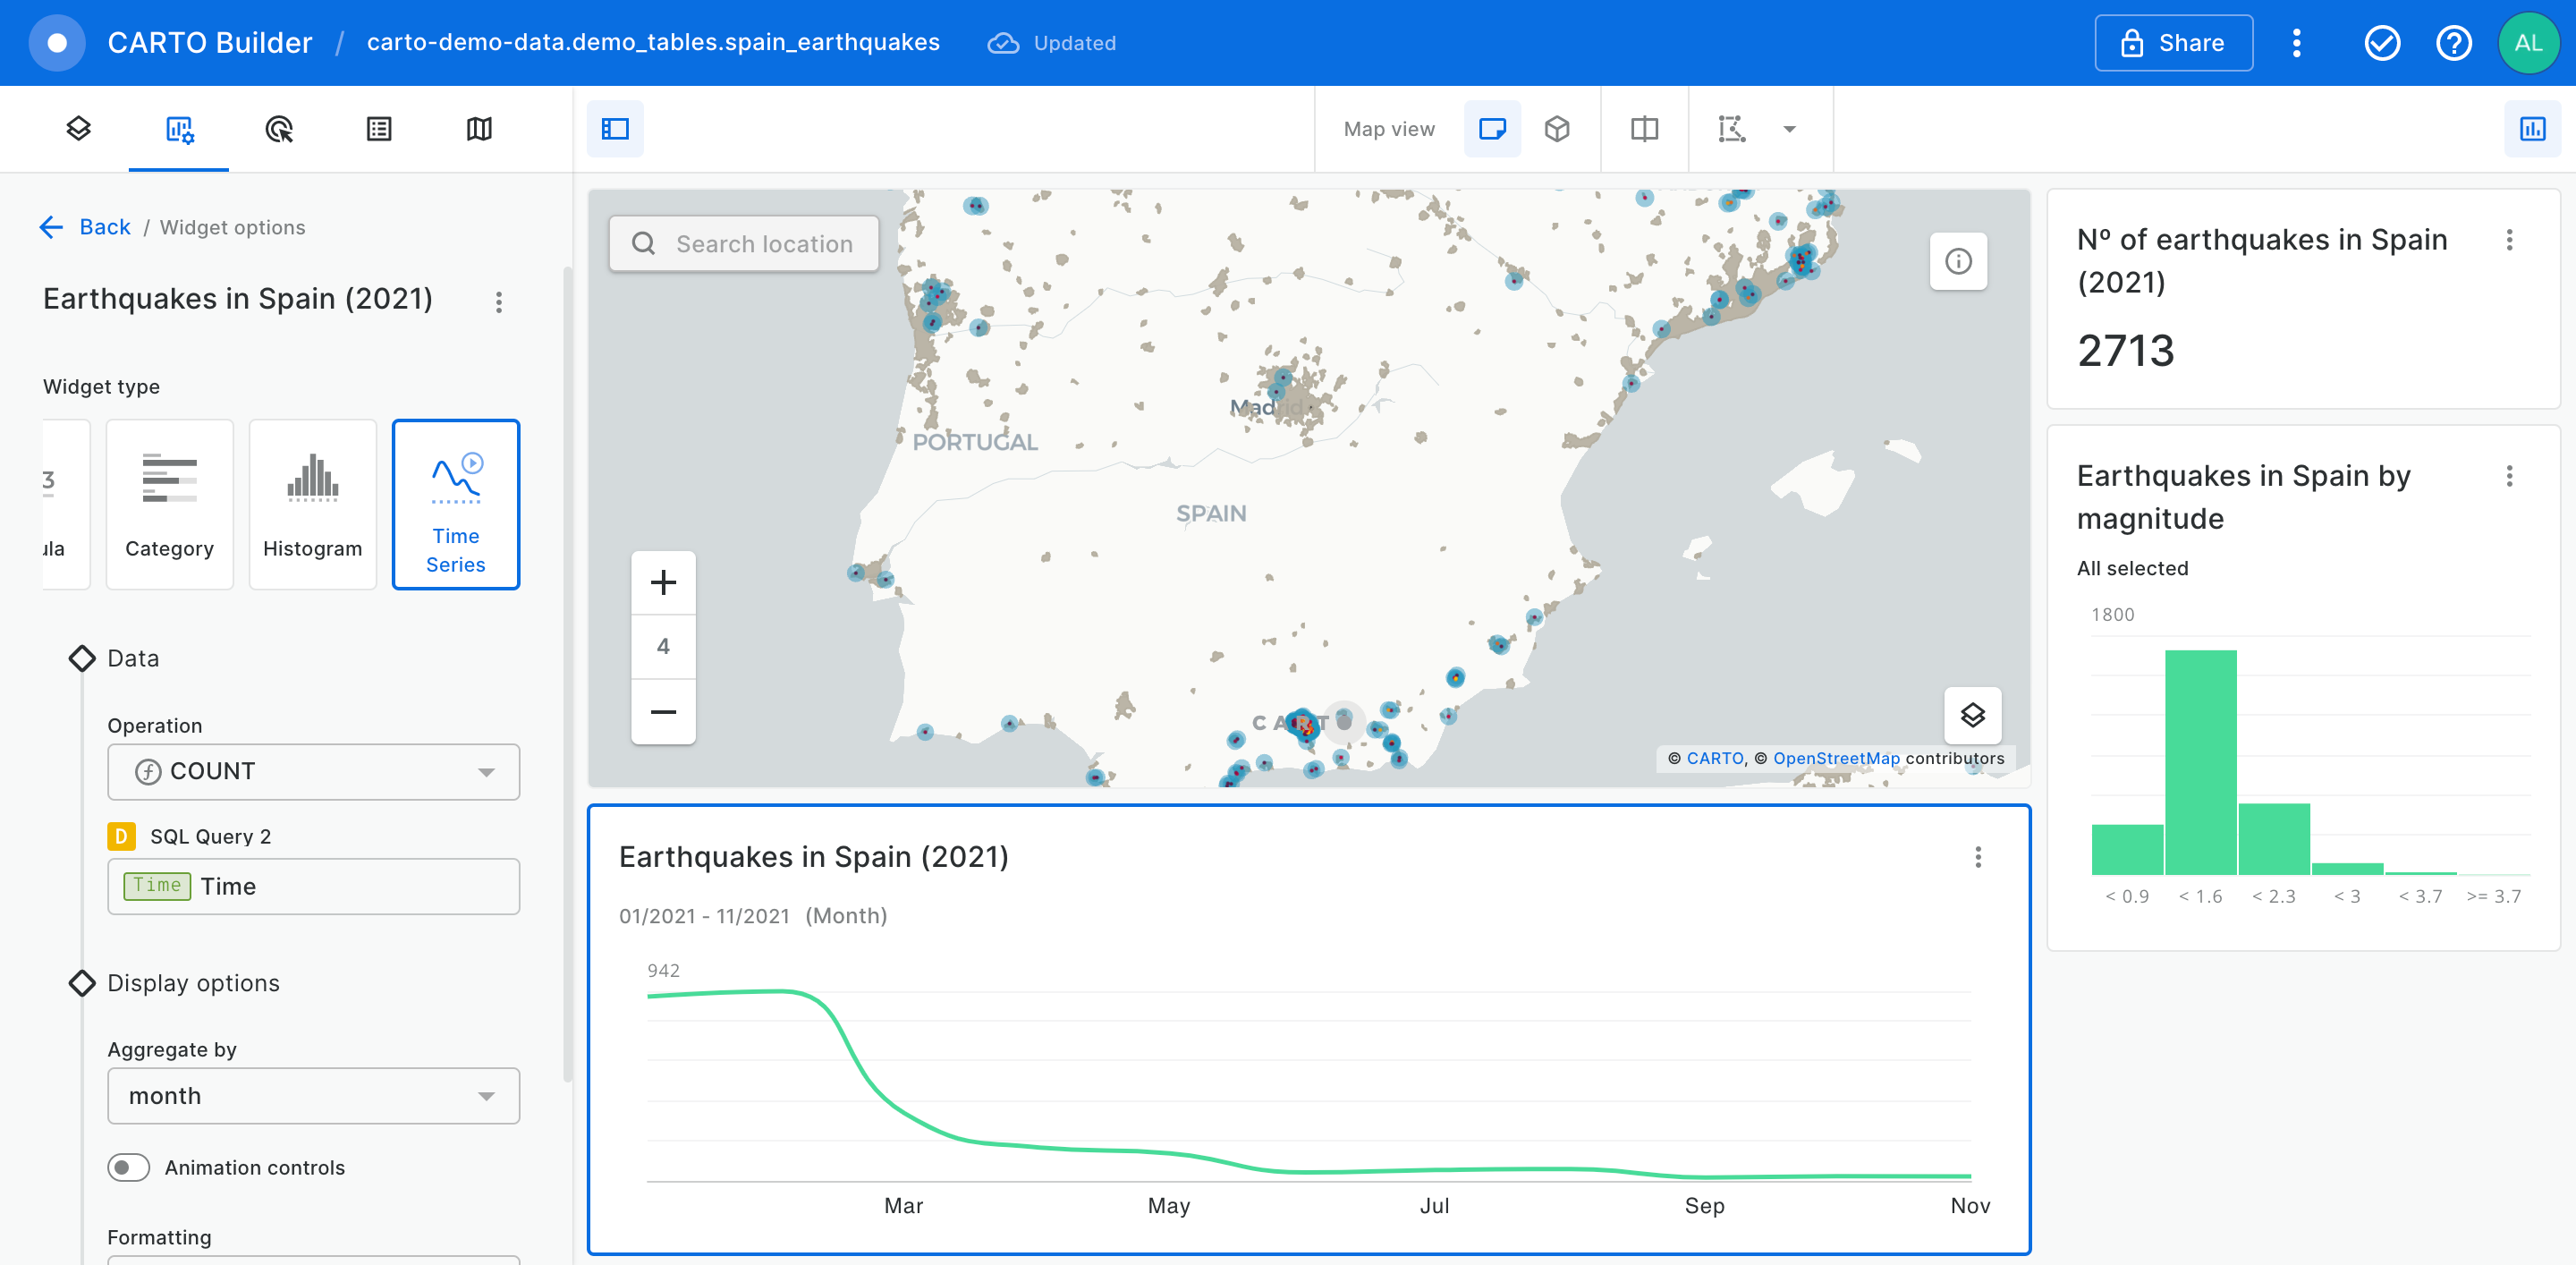 CARTO Builder / carto-demo-data.demo_tables.spain_earthquakes Updated
Share
AL
Map view
Back / Widget options
Earthquakes in Spain (2021)
Widget type
3
ula
Category
Histogram
Time
Series
Data
Operation
COUNT
D SQL Query 2
Time Time
Display options
Aggregate by
month
Animation controls
Formatting
Search location
Madrid
PORTUGAL
SPAIN
4
CARTO
© CARTO, © OpenStreetMap contributors
Earthquakes in Spain (2021)
01/2021 - 11/2021 (Month)
942
Mar May Jul Sep Nov
Nº of earthquakes in Spain
(2021)
2713
Earthquakes in Spain by
magnitude
All selected
1800
< 0.9 < 1.6 < 2.3 < 3 < 3.7 >= 3.7